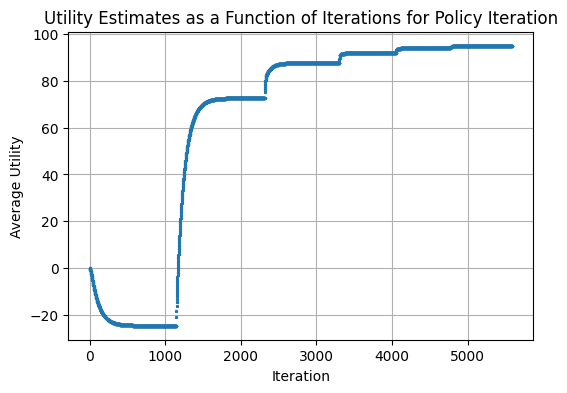 Utility Estimates as a Function of Iterations for Policy Iteration
100
80
60
40
20
0
−20
Average Utility
0 1000 2000 3000 4000 5000
Iteration